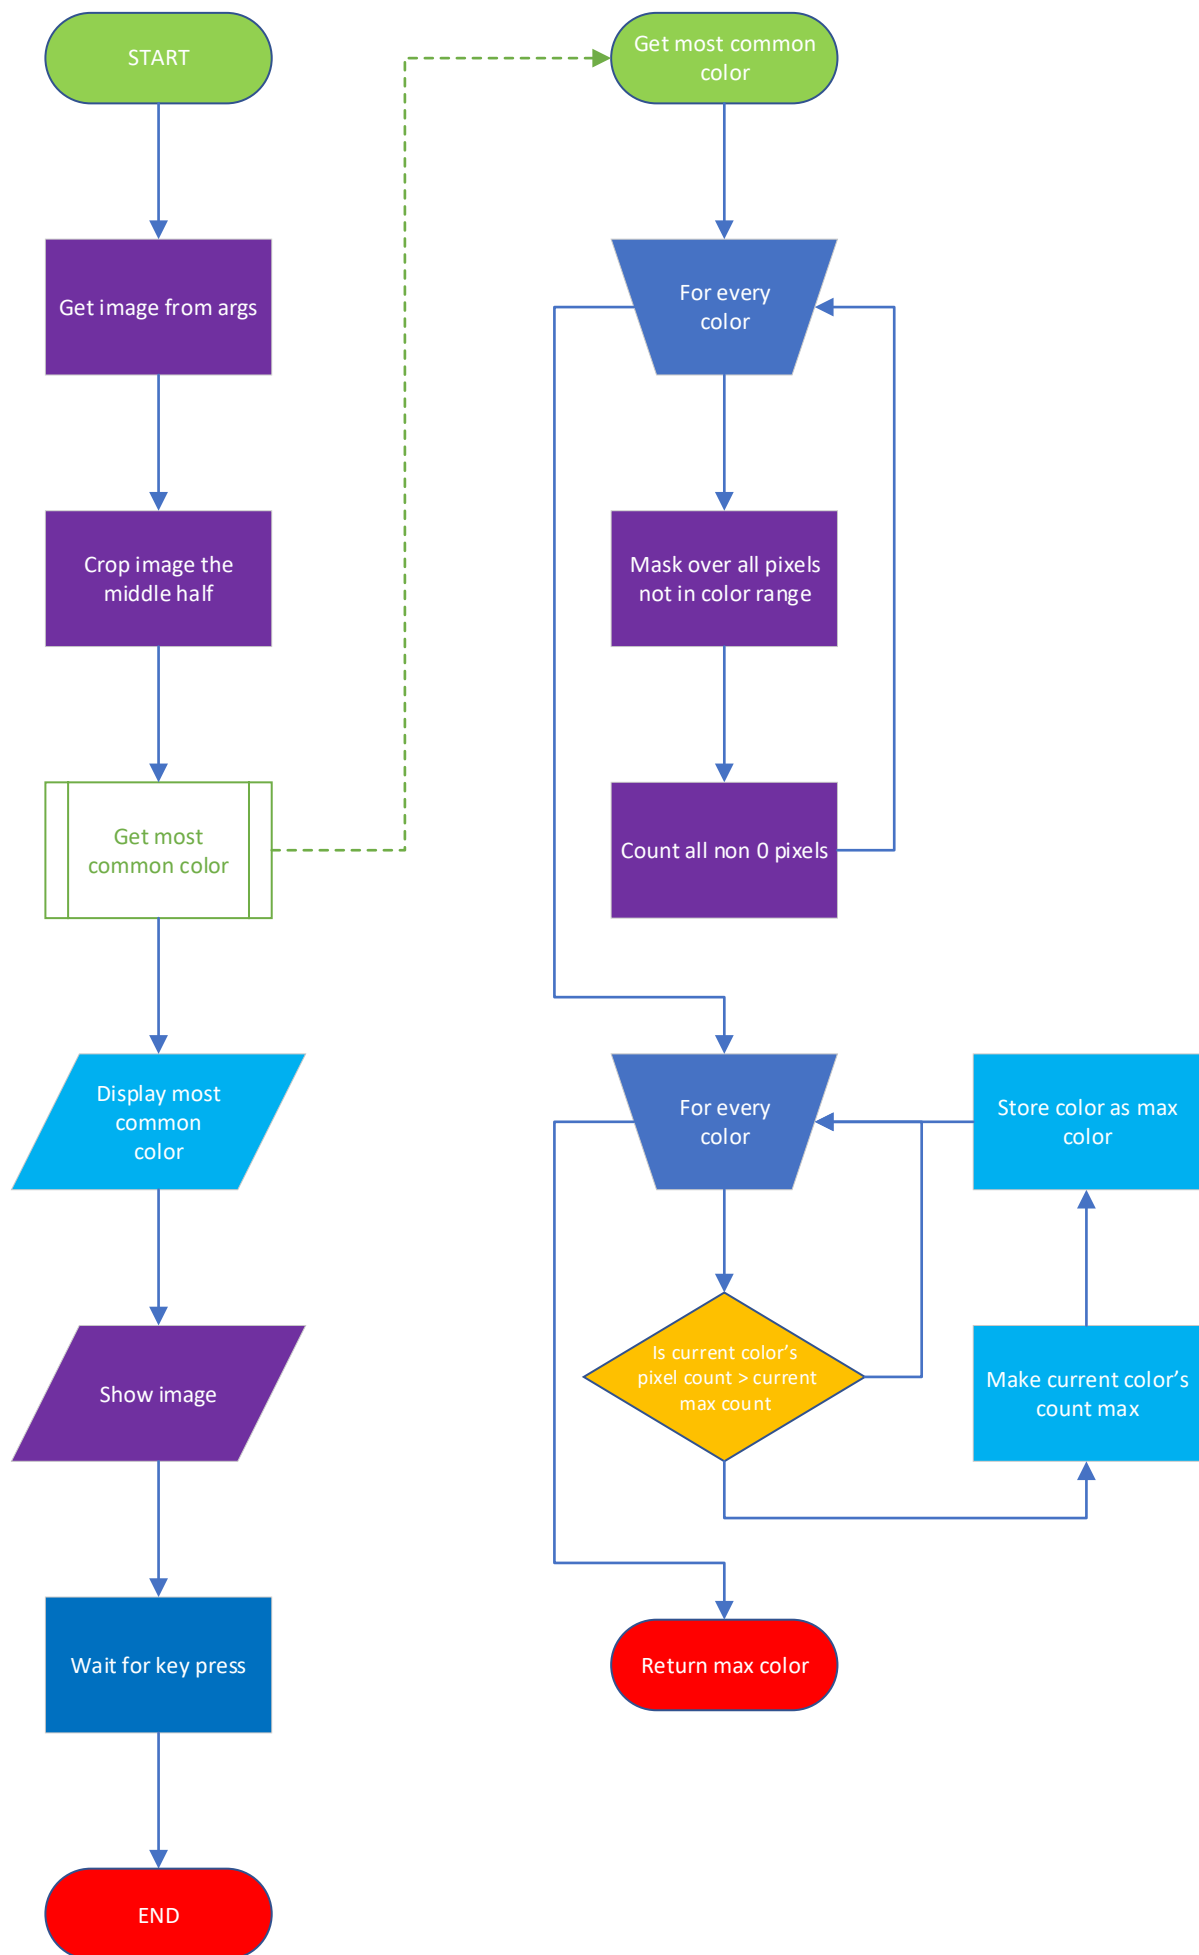 START
Get image from args
Crop image the
middle half
Get most
common color
Display most
common
color
Show image
Wait for key press
END
Get most common
color
For every
color
Mask over all pixels
not in color range
Count all non 0 pixels
For every
color
Is current color’s
pixel count > current
max count
Store color as max
color
Make current color’s
count max
Return max color